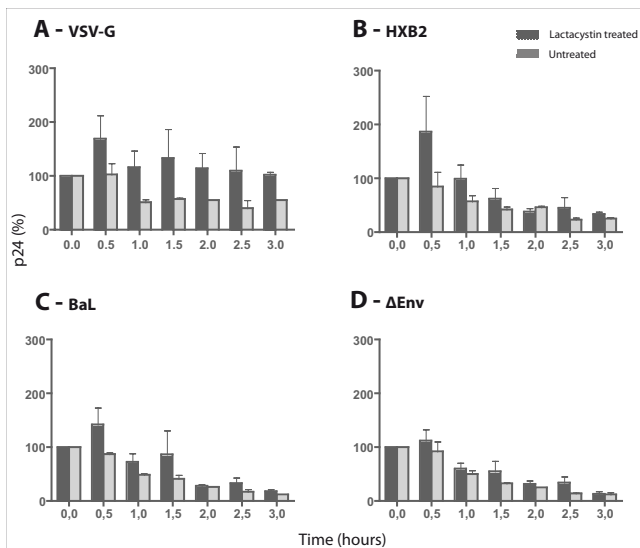 A - VSV-G
B - HXB2
Lactacystin treated
Untreated
300
200
100
0
0.0 0.5 1.0 1.5 2.0 2.5 3.0
300
200
100
0
0,0 0,5 1,0 1,5 2,0 2,5 3,0
p24 (%)
C - BaL
D - ΔEnv
300
200
100
0
0,0 0,5 1,0 1,5 2,0 2,5 3,0
300
200
100
0
0,0 0,5 1,0 1,5 2,0 2,5 3,0
Time (hours)